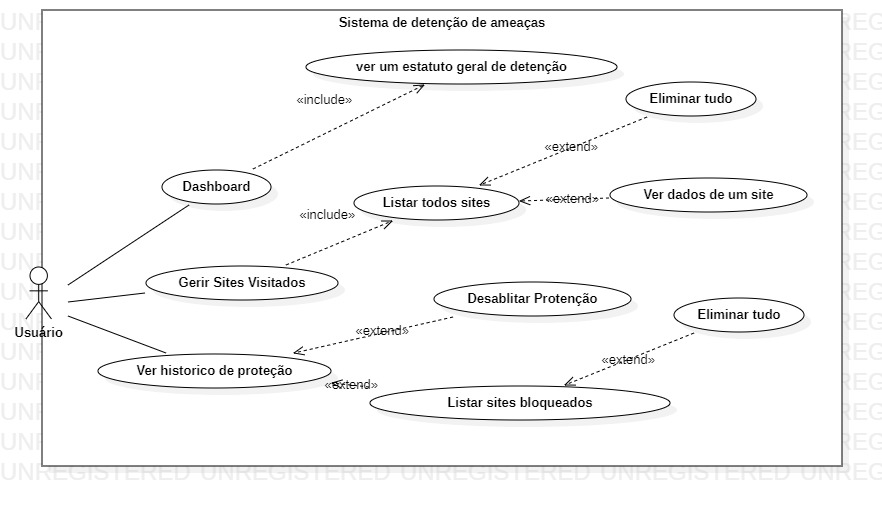 Sistema de detenção de ameaças
ver um estatuto geral de detenção
«include»
Eliminar tudo
«extend»
Dashboard
Listar todos sites
«extend»
Ver dados de um site
«include»
Gerir Sites Visitados
Desablitar Protenção
Eliminar tudo
Usuário
«extend»
Ver historico de proteção
«extend»
«extend»
Listar sites bloqueados
UNREGISTERED UNREGISTERED UNREGISTERED UNREGISTERED UNREG